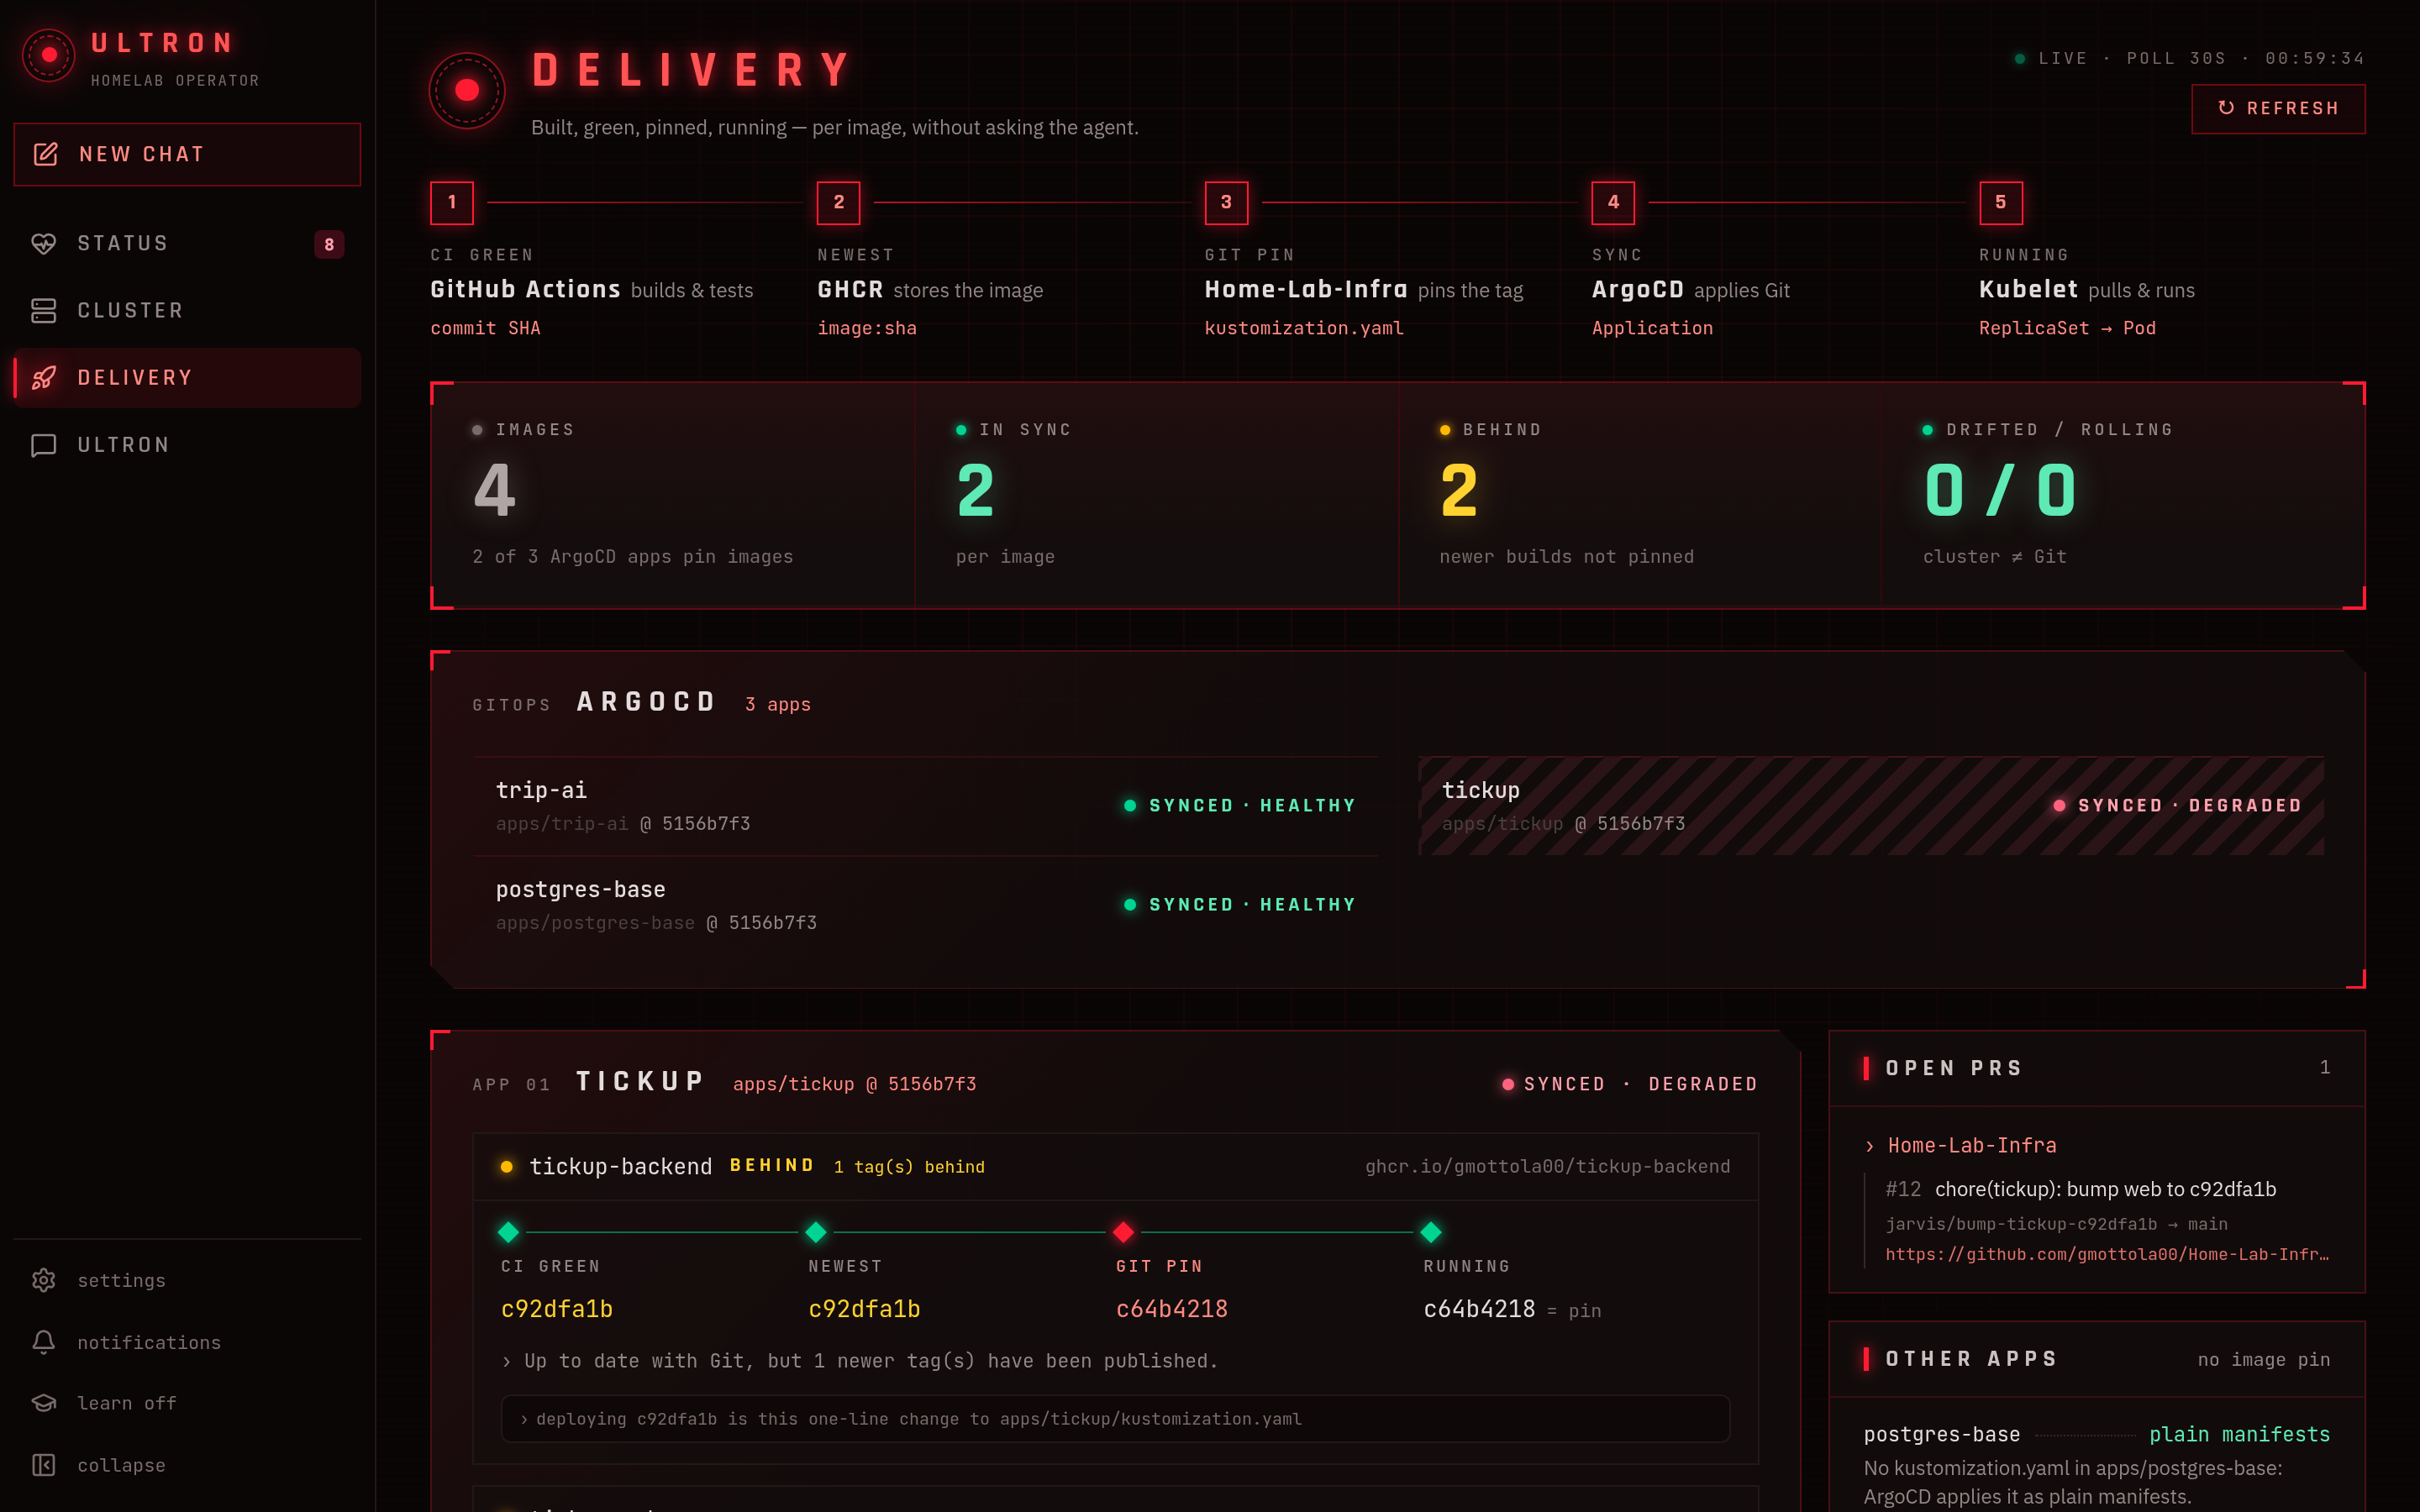 ULTRON
HOMELAB OPERATOR
NEW CHAT
STATUS 8
CLUSTER
DELIVERY
ULTRON
settings
notifications
learn off
collapse
DELIVERY
Built, green, pinned, running — per image, without asking the agent.
LIVE · POLL 30S · 00:59:34
↻ REFRESH
1 2 3 4 5
CI GREEN
GitHub Actions builds & tests
commit SHA
NEWEST
GHCR stores the image
image:sha
GIT PIN
Home-Lab-Infra pins the tag
kustomization.yaml
SYNC
ArgoCD applies Git
Application
RUNNING
Kubelet pulls & runs
ReplicaSet → Pod
IMAGES
4
2 of 3 ArgoCD apps pin images
IN SYNC
2
per image
BEHIND
2
newer builds not pinned
DRIFTED / ROLLING
0/0
cluster ≠ Git
GITOPS ARGOCD 3 apps
trip-ai
apps/trip-ai @ 5156b7f3
SYNCED · HEALTHY
tickup
apps/tickup @ 5156b7f3
SYNCED · DEGRADED
postgres-base
apps/postgres-base @ 5156b7f3
SYNCED · HEALTHY
APP 01 TICKUP apps/tickup @ 5156b7f3 SYNCED · DEGRADED
tickup-backend BEHIND 1 tag(s) behind ghcr.io/gmottola00/tickup-backend
CI GREEN
c92dfa1b
NEWEST
c92dfa1b
GIT PIN
c64b4218
RUNNING
c64b4218 = pin
› Up to date with Git, but 1 newer tag(s) have been published.
› deploying c92dfa1b is this one-line change to apps/tickup/kustomization.yaml
OPEN PRS 1
› Home-Lab-Infra
#12 chore(tickup): bump web to c92dfa1b
jarvis/bump-tickup-c92dfa1b → main
https://github.com/gmottola00/Home-Lab-Infr…
OTHER APPS no image pin
postgres-base plain manifests
No kustomization.yaml in apps/postgres-base:
ArgoCD applies it as plain manifests.